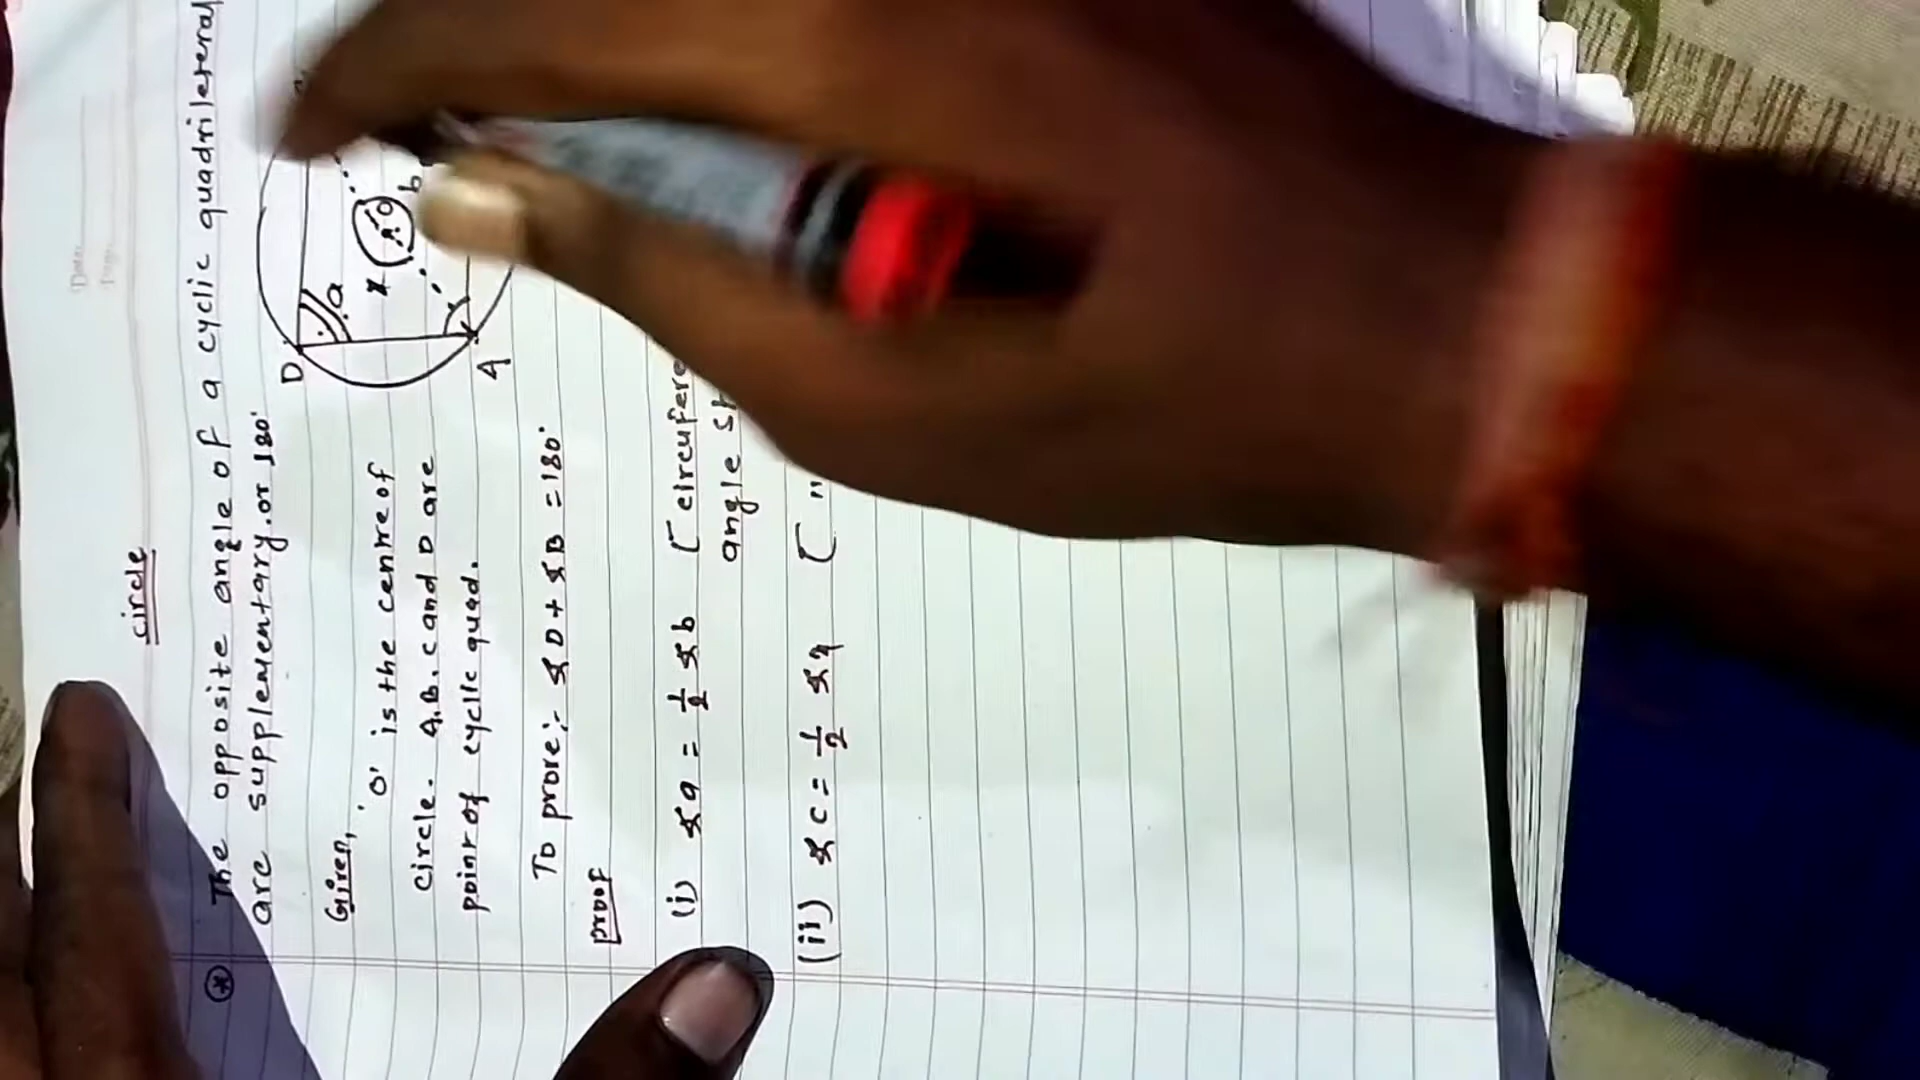 circle
* The opposite angle of a cyclic quadrileteral
are supplementary. or 180°
Given,
'O' is the centre of
circle. A.B.C and D are
point of cyclic quad.
D
a
x
b
A
To prove:- ∡D + ∡B = 180°
proof
(i) ∡a = 1/2 ∡b [circufere
angle
(ii) ∡c = 1/2 [ "